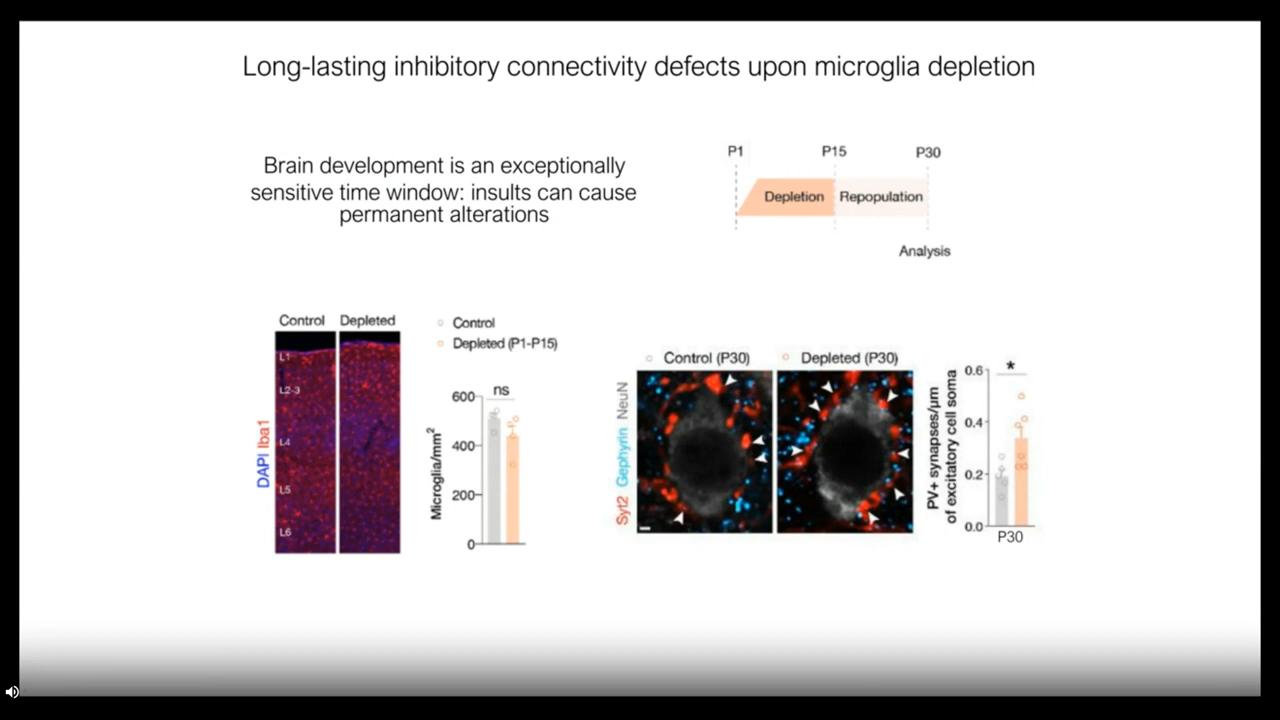 Long-lasting inhibitory connectivity defects upon microglia depletion
Brain development is an exceptionally
sensitive time window: insults can cause
permanent alterations
P1 P15 P30
Depletion Repopulation
Analysis
Control Depleted
L1
L2-3
L4
L5
L6
DAPI Iba1
Control
Depleted (P1-P15)
ns
600
400
200
0
Microglia/mm²
Control (P30) Depleted (P30)
Syt2 Gephyrin NeuN
*
0.6
0.4
0.2
0.0
PV+ synapses/µm
of excitatory cell soma
P30